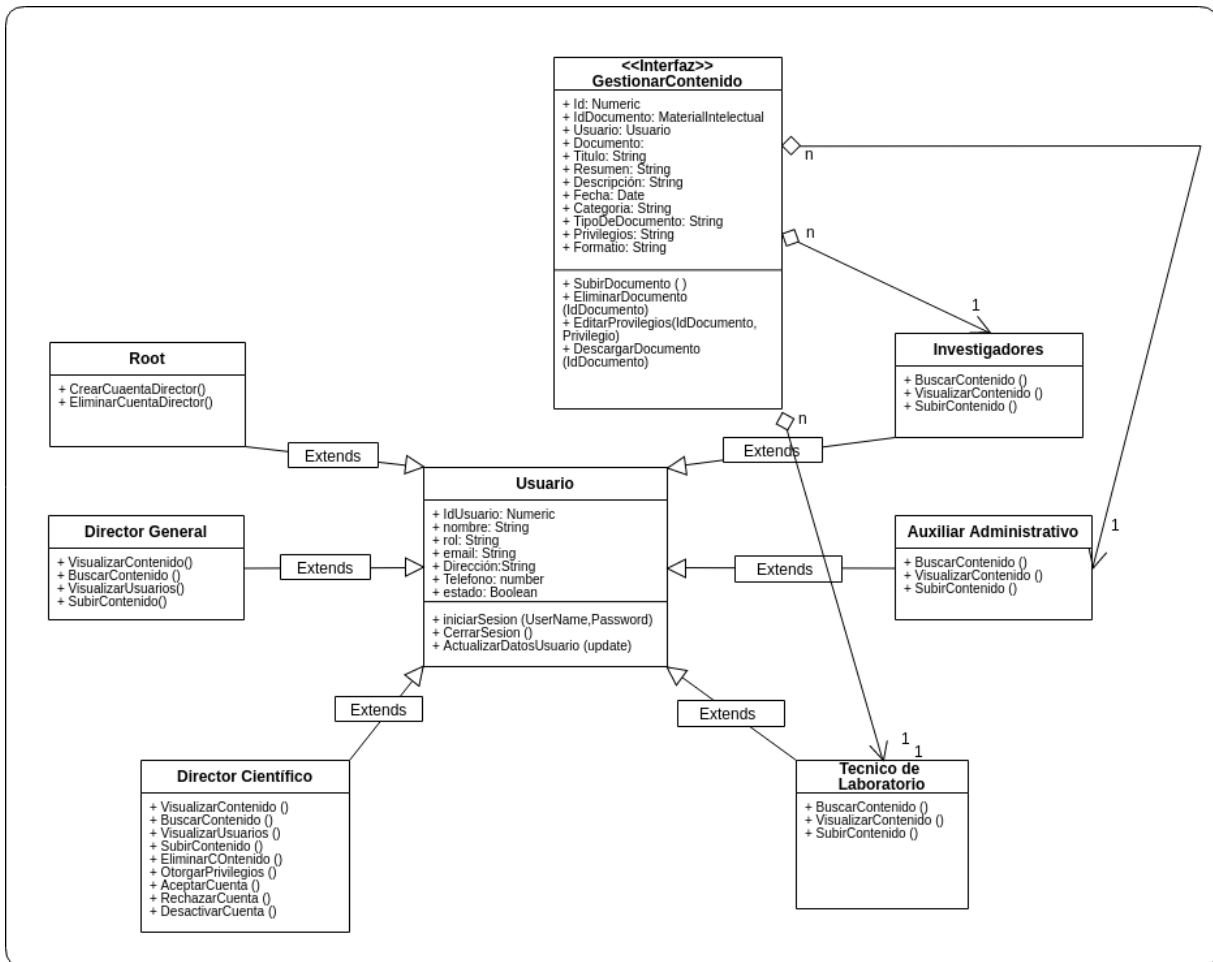 <<Interfaz>>
GestionarContenido
+ Id: Numeric
+ IdDocumento: MaterialIntelectual
+ Usuario: Usuario
+ Documento:
+ Titulo: String
+ Resumen: String
+ Descripción: String
+ Fecha: Date
+ Categoria: String
+ TipoDeDocumento: String
+ Privilegios: String
+ Formatio: String
+ SubirDocumento ( )
+ EliminarDocumento
(IdDocumento)
+ EditarProvilegios(IdDocumento,
Privilegio)
+ DescargarDocumento
(IdDocumento)
n
n
n
1
1
1
1
Root
+ CrearCuaentaDirector()
+ EliminarCuentaDirector()
Extends
Investigadores
+ BuscarContenido ()
+ VisualizarContenido ()
+ SubirContenido ()
Extends
Usuario
+ IdUsuario: Numeric
+ nombre: String
+ rol: String
+ email: String
+ Dirección:String
+ Telefono: number
+ estado: Boolean
+ iniciarSesion (UserName,Password)
+ CerrarSesion ()
+ ActualizarDatosUsuario (update)
Director General
+ VisualizarContenido()
+ BuscarContenido ()
+ VisualizarUsuarios()
+ SubirContenido()
Extends
Auxiliar Administrativo
+ BuscarContenido ()
+ VisualizarContenido ()
+ SubirContenido ()
Extends
Extends
Director Científico
+ VisualizarContenido ()
+ BuscarContenido ()
+ VisualizarUsuarios ()
+ SubirContenido ()
+ EliminarCOntenido ()
+ OtorgarPrivilegios ()
+ AceptarCuenta ()
+ RechazarCuenta ()
+ DesactivarCuenta ()
Extends
Tecnico de
Laboratorio
+ BuscarContenido ()
+ VisualizarContenido ()
+ SubirContenido ()